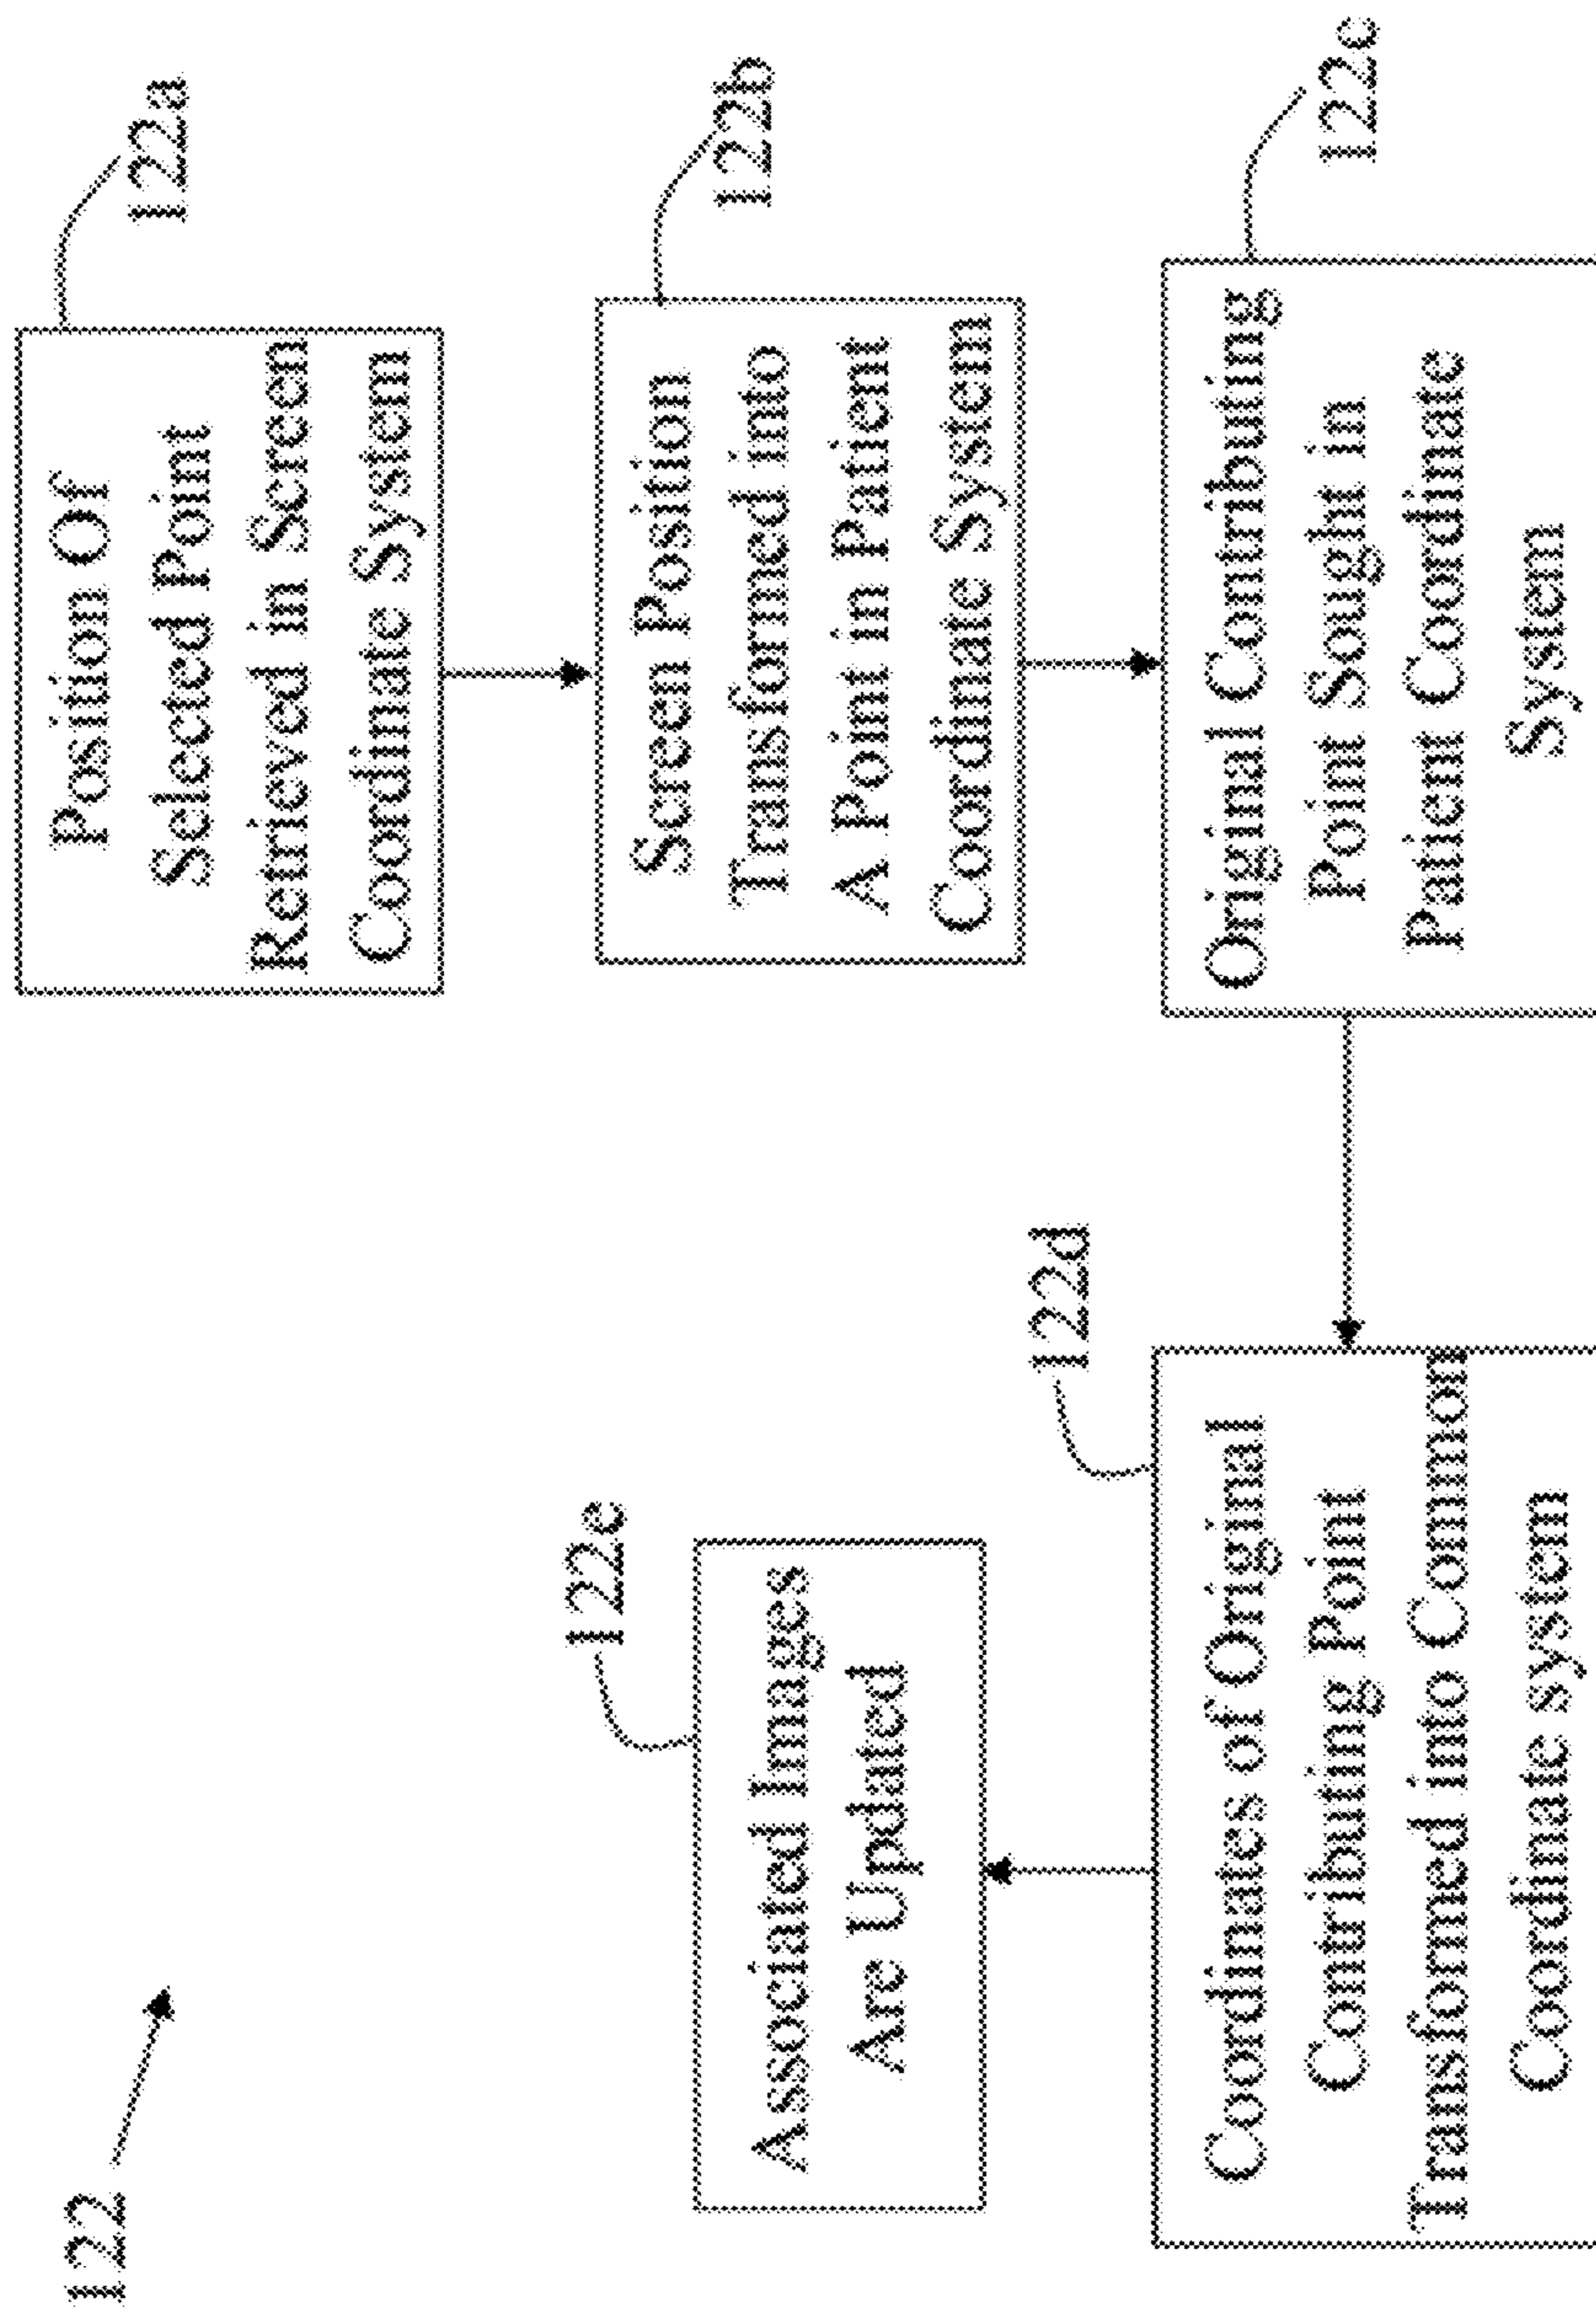 122
Position Of
Selected Point
Retrieved in Screen
Coordinate System
122a
Screen Position
Transformed into
A Point in Patient
Coordinate System
122b
Original Contributing
Point Sought in
Patient Coordinate
System
122c
Coordinates of Original
Contributing Point
Transformed into Common
Coordinate system
122d
Associated Images
Are Updated
122e